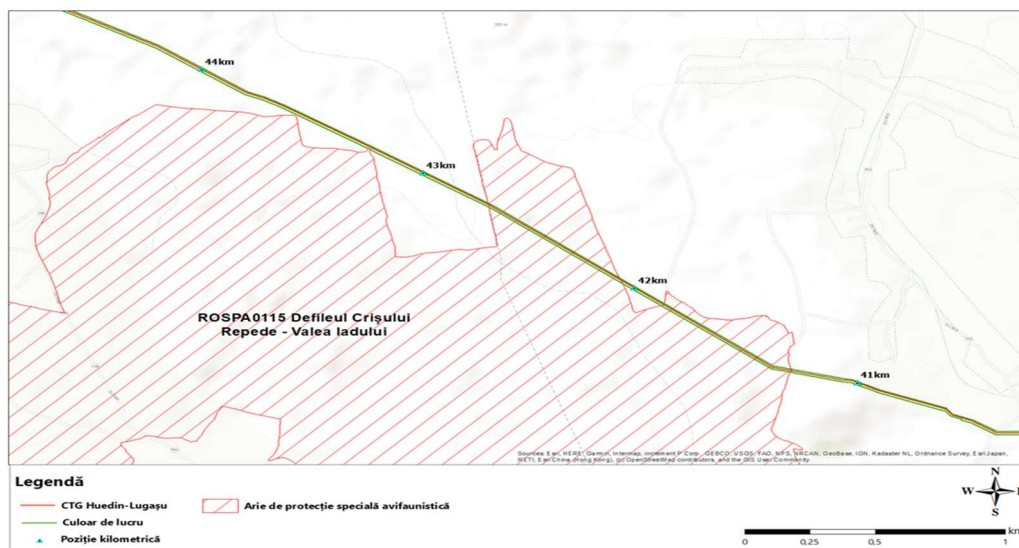 44km
43km
42km
ROSPA0115 Defileul Crişului
Repede - Valea Iadului
41km
Sources: Esri, HERE, Garmin, Intermap, increment P Corp., GEBCO, USGS, FAO, NPS, NRCAN, GeoBase, IGN, Kadaster NL, Ordnance Survey, Esri Japan,
METI, Esri China (Hong Kong), (c) OpenStreetMap contributors, and the GIS User Community
Legendă
CTG Huedin-Lugașu
Arie de protecție specială avifaunistică
Culoar de lucru
Poziție kilometrică
N
W
S
km
0
0,25
0,5
1